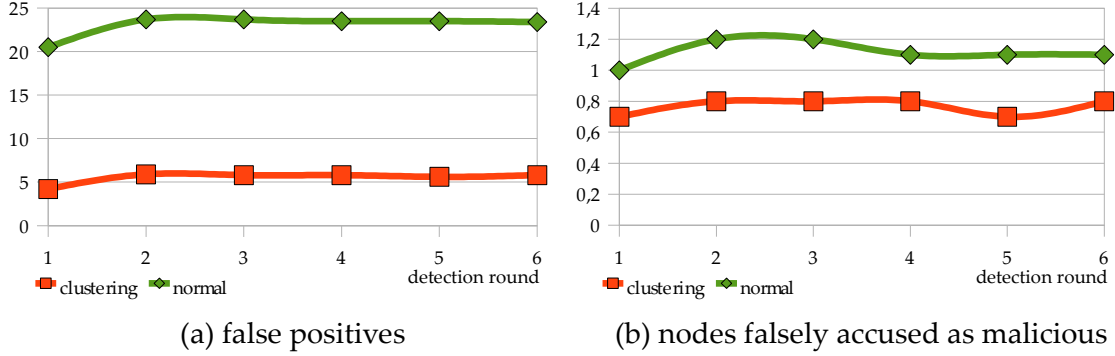 25
20
15
10
5
0
1 2 3 4 5 6
detection round
clustering normal
(a) false positives
1,4
1,2
1
0,8
0,6
0,4
0,2
0
1 2 3 4 5 6
detection round
clustering normal
(b) nodes falsely accused as malicious